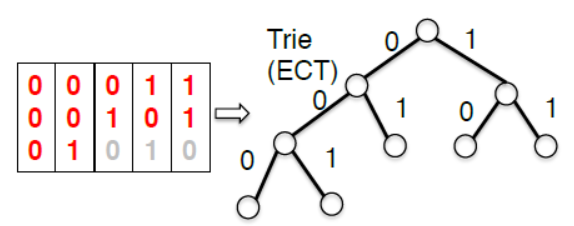 Trie
(ECT)
0 1
0 0 0 1 1
0 0 1 0 1
0 1 0 1 0
0 1 0 1
0 1